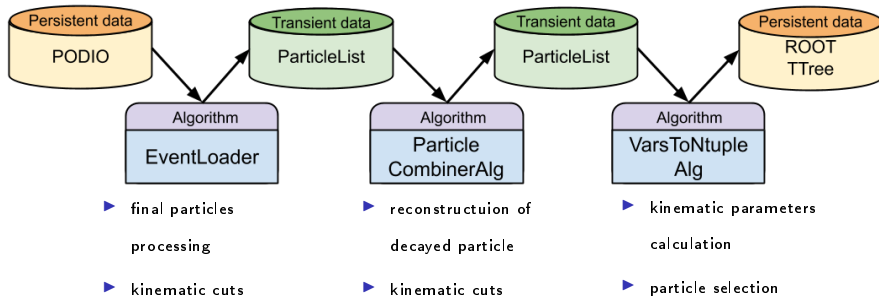 Persistent data
PODIO
Transient data
ParticleList
Transient data
ParticleList
Persistent data
ROOT
TTree
Algorithm
EventLoader
Algorithm
Particle
CombinerAlg
Algorithm
VarsToNtuple
Alg
final particles
processing
kinematic cuts
reconstructuion of
decayed particle
kinematic cuts
kinematic parameters
calculation
particle selection